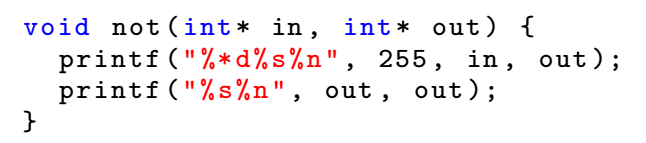 void not(int* in, int* out) {
  printf("%*d%s%n", 255, in, out);
  printf("%s%n", out, out);
}